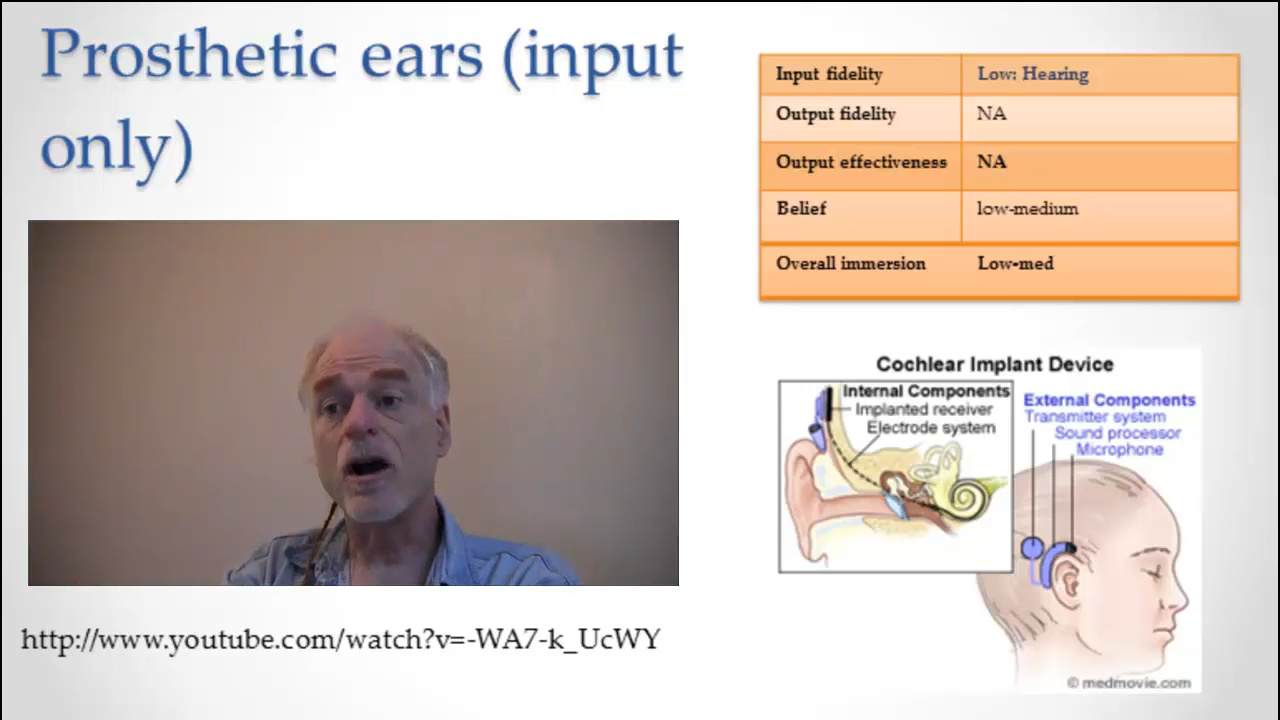 Prosthetic ears (input
only)
Input fidelity Low: Hearing
Output fidelity NA
Output effectiveness NA
Belief low-medium
Overall immersion Low-med
http://www.youtube.com/watch?v=-WA7-k_UcWY
Cochlear Implant Device
Internal Components
Implanted receiver
Electrode system
External Components
Transmitter system
Sound processor
Microphone
© medmovie.com